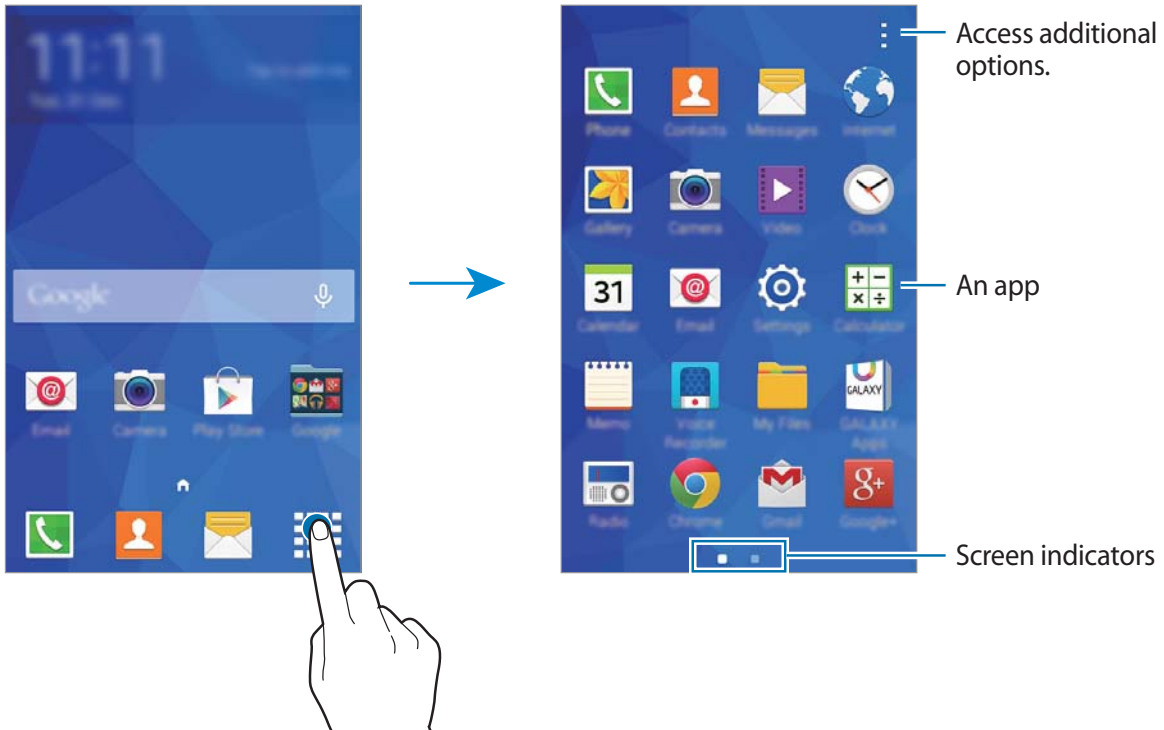 11:11
Google
Email
Camera
Play Store
Google
Access additional
options.
Phone
Contacts
Messages
Internet
Gallery
Camera
Video
Clock
31
Calendar
Email
Settings
Calculator
An app
GALAXY
Memo
Voice
Recorder
My Files
GALAXY
Apps
g+
Radio
Chrome
Gmail
Google+
Screen indicators